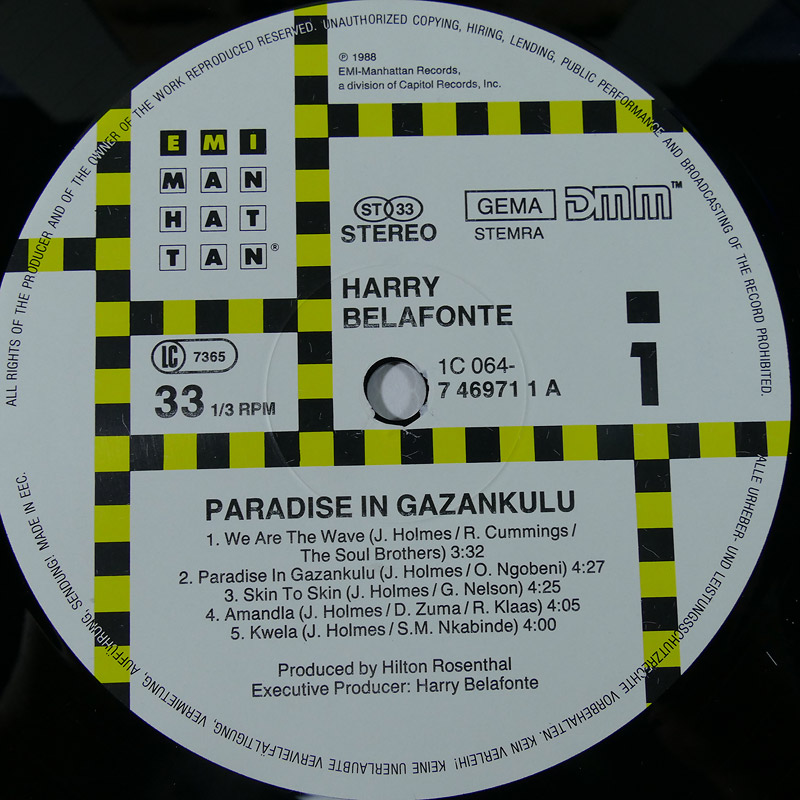 ALL RIGHTS OF THE PRODUCER AND OF THE OWNER OF THE WORK REPRODUCED RESERVED. UNAUTHORIZED COPYING, HIRING, LENDING, PUBLIC PERFORMANCE AND BROADCASTING OF THE RECORD PROHIBITED.
℗ 1988
EMI-Manhattan Records,
a division of Capitol Records, Inc.
EMI
MAN
HAT
TAN®
ST 33
STEREO
GEMA
STEMRA
DMM™
HARRY
BELAFONTE
LC 7365
33 1/3 RPM
1C 064-
7 46971 1 A
1
PARADISE IN GAZANKULU
1. We Are The Wave (J. Holmes / R. Cummings /
The Soul Brothers) 3:32
2. Paradise In Gazankulu (J. Holmes / O. Ngobeni) 4:27
3. Skin To Skin (J. Holmes / G. Nelson) 4:25
4. Amandla (J. Holmes / D. Zuma / R. Klaas) 4:05
5. Kwela (J. Holmes / S.M. Nkabinde) 4:00
Produced by Hilton Rosenthal
Executive Producer: Harry Belafonte
ALLE URHEBER- UND LEISTUNGSSCHUTZRECHTE VORBEHALTEN. KEIN VERLEIH! KEINE UNERLAUBTE VERVIELFÄLTIGUNG, VERMIETUNG, AUFFÜHRUNG, SENDUNG! MADE IN EEC.